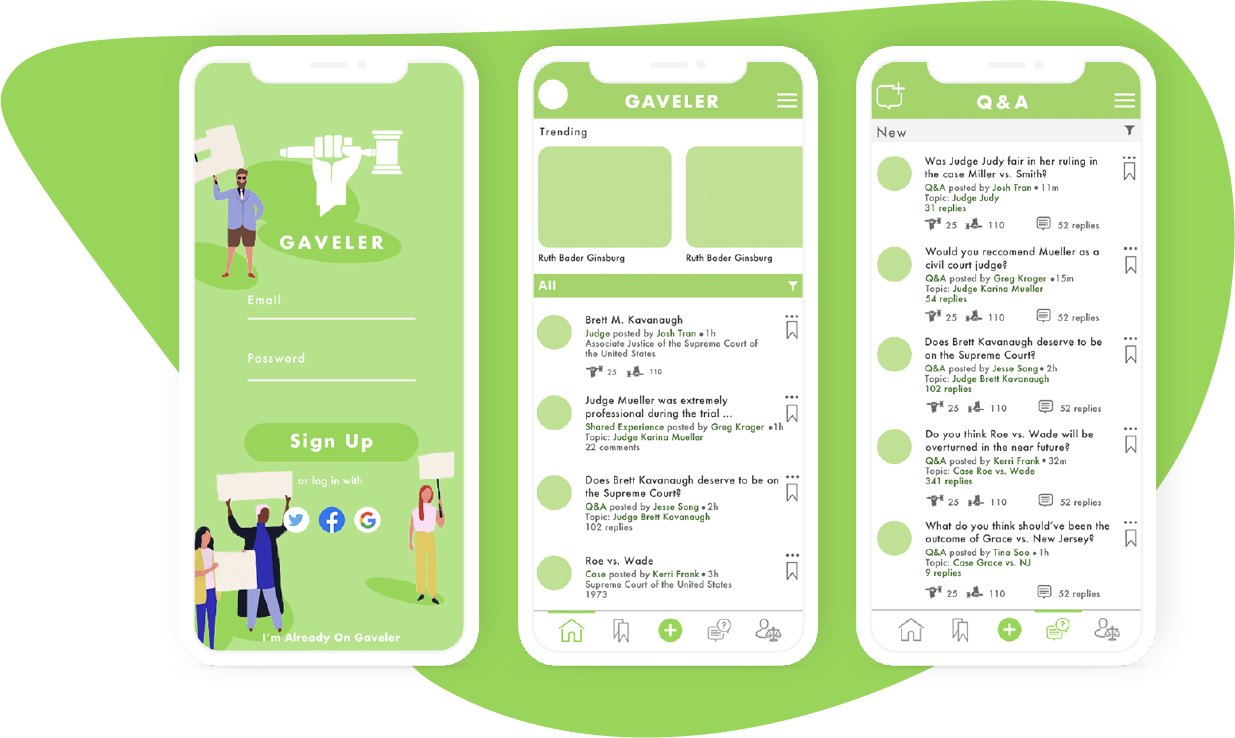 GAVELER
Email
Password
Sign Up
or log in with
I'm Already On Gaveler
GAVELER
Trending
Ruth Bader Ginsburg
Ruth Bader Ginsburg
All
Brett M. Kavanaugh
Judge posted by Josh Tran • 1h
Associate Justice of the Supreme Court of
the United States
25 110
Judge Mueller was extremely
professional during the trial ...
Shared Experience posted by Greg Kroger •1h
Topic: Judge Karina Mueller
22 comments
Does Brett Kavanaugh deserve to be on
the Supreme Court?
Q&A posted by Jesse Song • 2h
Topic: Judge Brett Kavanaugh
102 replies
Roe vs. Wade
Case posted by Kerri Frank • 3h
Supreme Court of the United States
1973
Q&A
New
Was Judge Judy fair in her ruling in
the case Miller vs. Smith?
Q&A posted by Josh Tran • 11m
Topic: Judge Judy
31 replies
25 110 52 replies
Would you reccomend Mueller as a
civil court judge?
Q&A posted by Greg Kroger •15m
Topic: Judge Karina Mueller
54 replies
25 110 52 replies
Does Brett Kavanaugh deserve to be
on the Supreme Court?
Q&A posted by Jesse Song • 2h
Topic: Judge Brett Kavanaugh
102 replies
25 110 52 replies
Do you think Roe vs. Wade will be
overturned in the near future?
Q&A posted by Kerri Frank • 32m
Topic: Case Roe vs. Wade
341 replies
25 110 52 replies
What do you think should've been the
outcome of Grace vs. New Jersey?
Q&A posted by Tina Soo • 1h
Topic: Case Grace vs. NJ
9 replies
25 110 52 replies